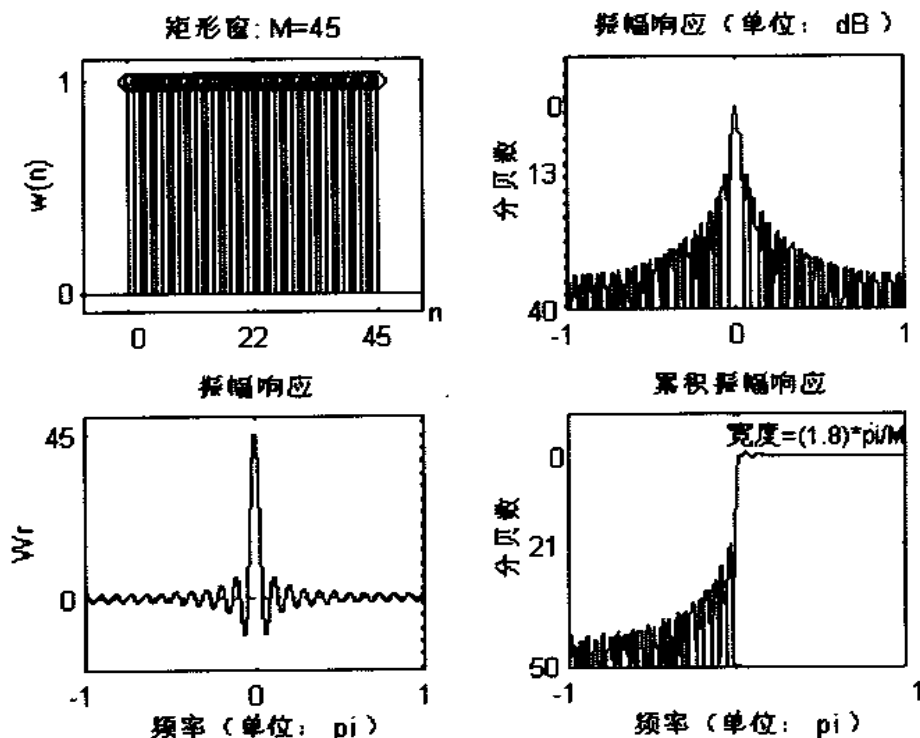 矩形窗: M=45
1
w(n)
0
0
22
45
n
振幅响应（单位： dB）
0
分贝数
13
40
-1
0
1
振幅响应
45
Wr
0
-1
0
1
频率（单位： pi）
累积振幅响应
宽度=(1.8)*pi/M
0
分贝数
21
50
-1
0
1
频率（单位： pi）